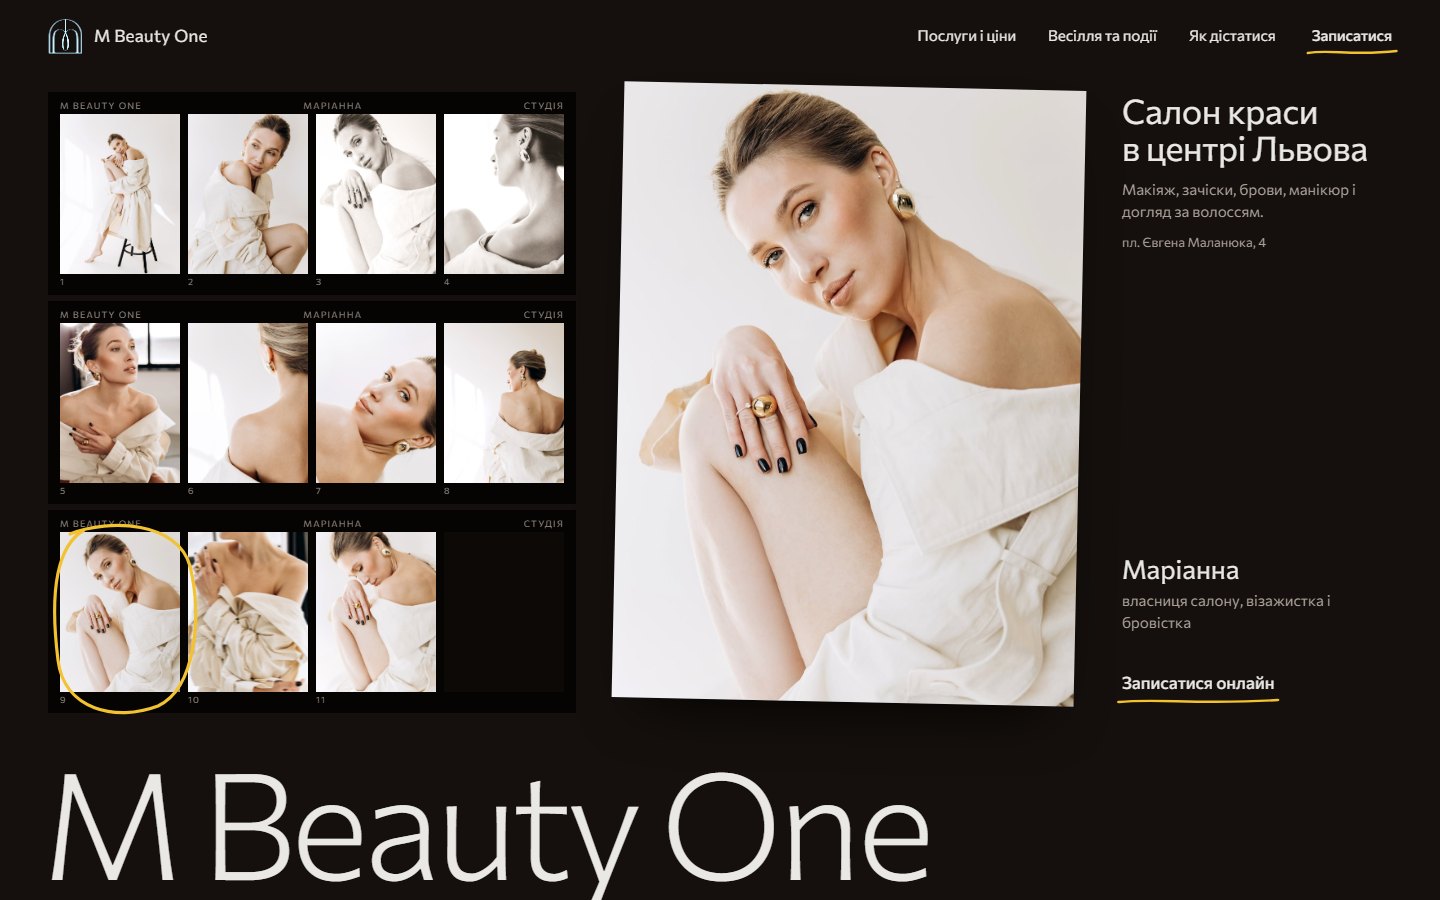 M Beauty One
Послуги і ціни
Весілля та події
Як дістатися
Записатися
M BEAUTY ONE МАРІАННА СТУДІЯ
1 2 3 4
M BEAUTY ONE МАРІАННА СТУДІЯ
5 6 7 8
M BEAUTY ONE МАРІАННА СТУДІЯ
9 10 11
Салон краси
в центрі Львова
Макіяж, зачіски, брови, манікюр і
догляд за волоссям.
пл. Євгена Маланюка, 4
Маріанна
власниця салону, візажистка і
бровістка
Записатися онлайн
M Beauty One